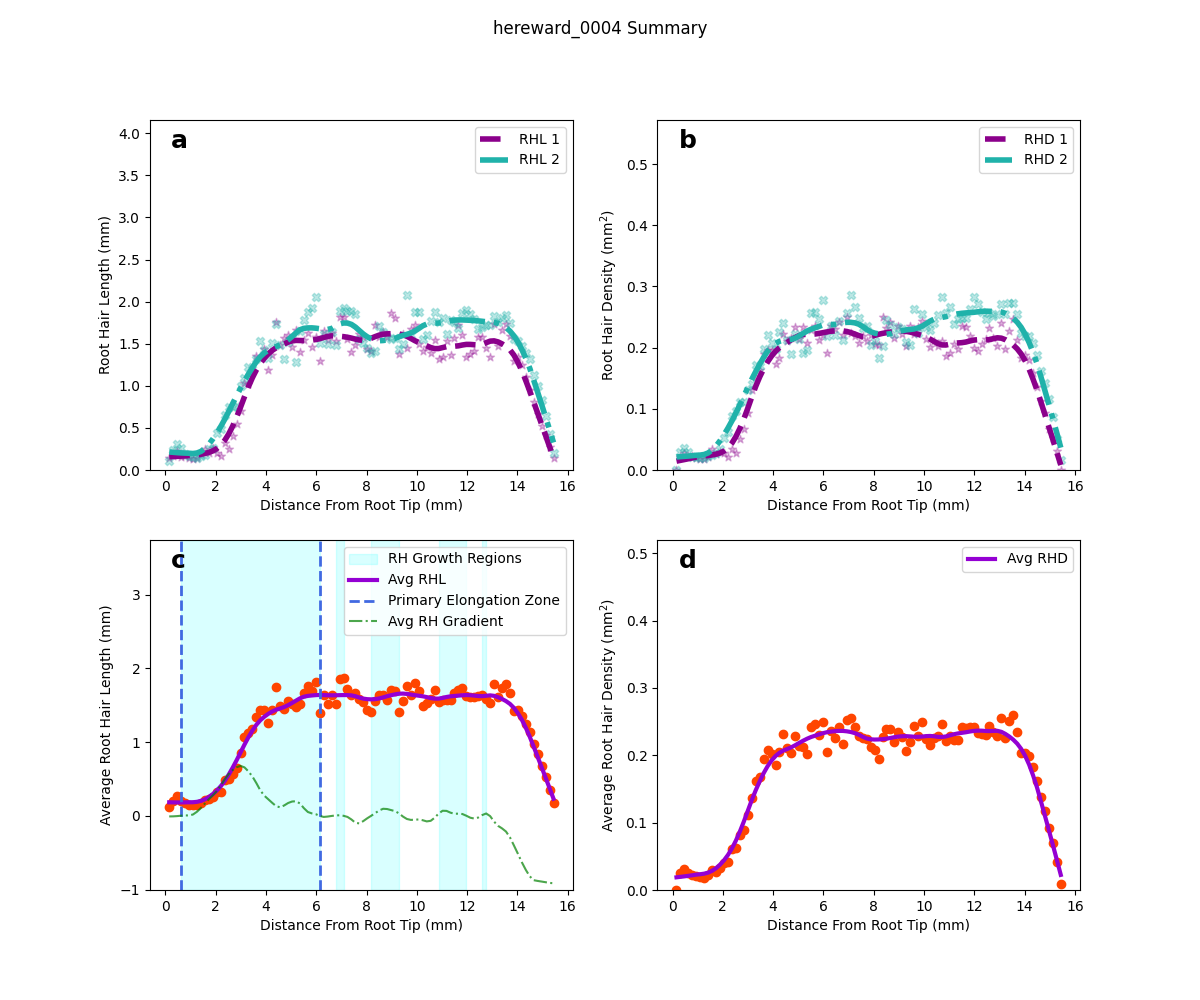 hereward_0004 Summary
a
RHL 1
RHL 2
4.0
3.5
3.0
2.5
2.0
1.5
1.0
0.5
0.0
Root Hair Length (mm)
0 2 4 6 8 10 12 14 16
Distance From Root Tip (mm)
b
RHD 1
RHD 2
0.5
0.4
0.3
0.2
0.1
0.0
Root Hair Density (mm²)
0 2 4 6 8 10 12 14 16
Distance From Root Tip (mm)
c
RH Growth Regions
Avg RHL
Primary Elongation Zone
Avg RH Gradient
3
2
1
0
−1
Average Root Hair Length (mm)
0 2 4 6 8 10 12 14 16
Distance From Root Tip (mm)
d
Avg RHD
0.5
0.4
0.3
0.2
0.1
0.0
Average Root Hair Density (mm²)
0 2 4 6 8 10 12 14 16
Distance From Root Tip (mm)